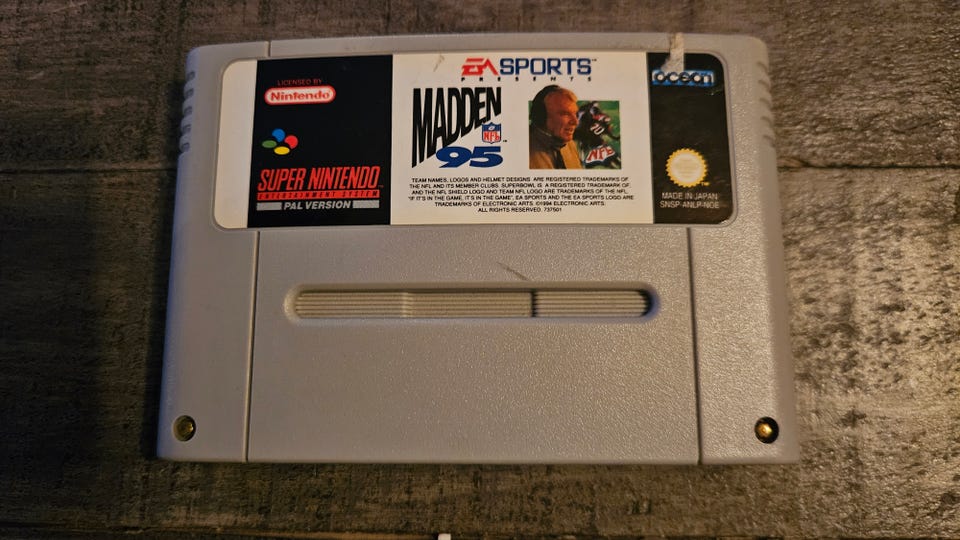 LICENSED BY
Nintendo
SUPER NINTENDO
ENTERTAINMENT SYSTEM
PAL VERSION
EA SPORTS™
PRESENTS
MADDEN
NFL
95
NFL
TEAM NAMES, LOGOS AND HELMET DESIGNS ARE REGISTERED TRADEMARKS OF
THE NFL AND ITS MEMBER CLUBS. SUPERBOWL IS A REGISTERED TRADEMARK OF.
AND THE NFL SHIELD LOGO AND TEAM NFL LOGO ARE TRADEMARK OF THE NFL.
"IF IT'S IN THE GAME, IT'S IN THE GAME", EA SPORTS AND THE EA SPORTS LOGO ARE
TRADEMARKS OF ELECTRONIC ARTS. ©1994 ELECTRONIC ARTS.
ALL RIGHTS RESERVED. 737501
ocean
MADE IN JAPAN
SNSP-ANLP-NOE